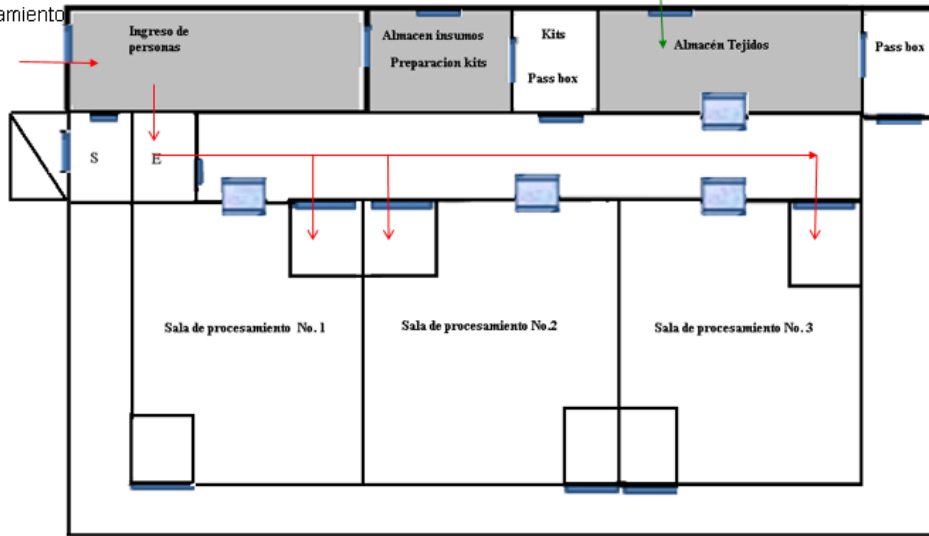 amiento
Ingreso de
personas
Almacen insumos
Preparacion kits
Kits
Pass box
Almacén Tejidos
Pass box
S
E
Sala de procesamiento No. 1
Sala de procesamiento No.2
Sala de procesamiento No. 3